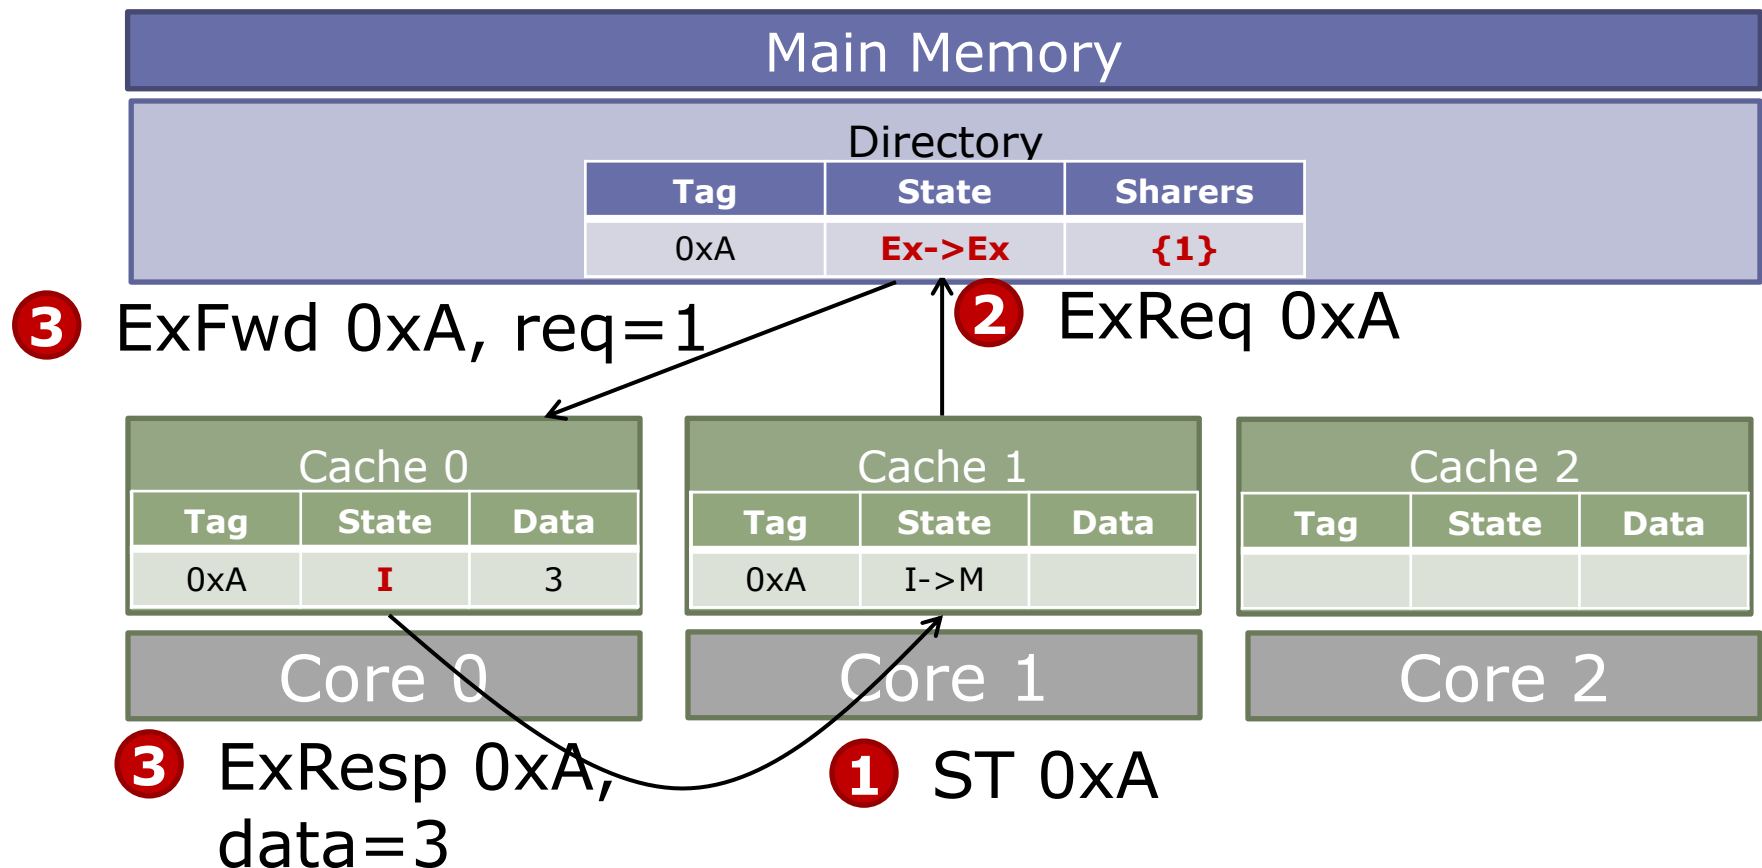 Main Memory
Directory
Tag State Sharers
0xA Ex->Ex {1}
3 ExFwd 0xA, req=1
2 ExReq 0xA
Cache 0
Tag State Data
0xA I 3
Cache 1
Tag State Data
0xA I->M
Cache 2
Tag State Data
Core 0
Core 1
Core 2
3 ExResp 0xA,
data=3
1 ST 0xA